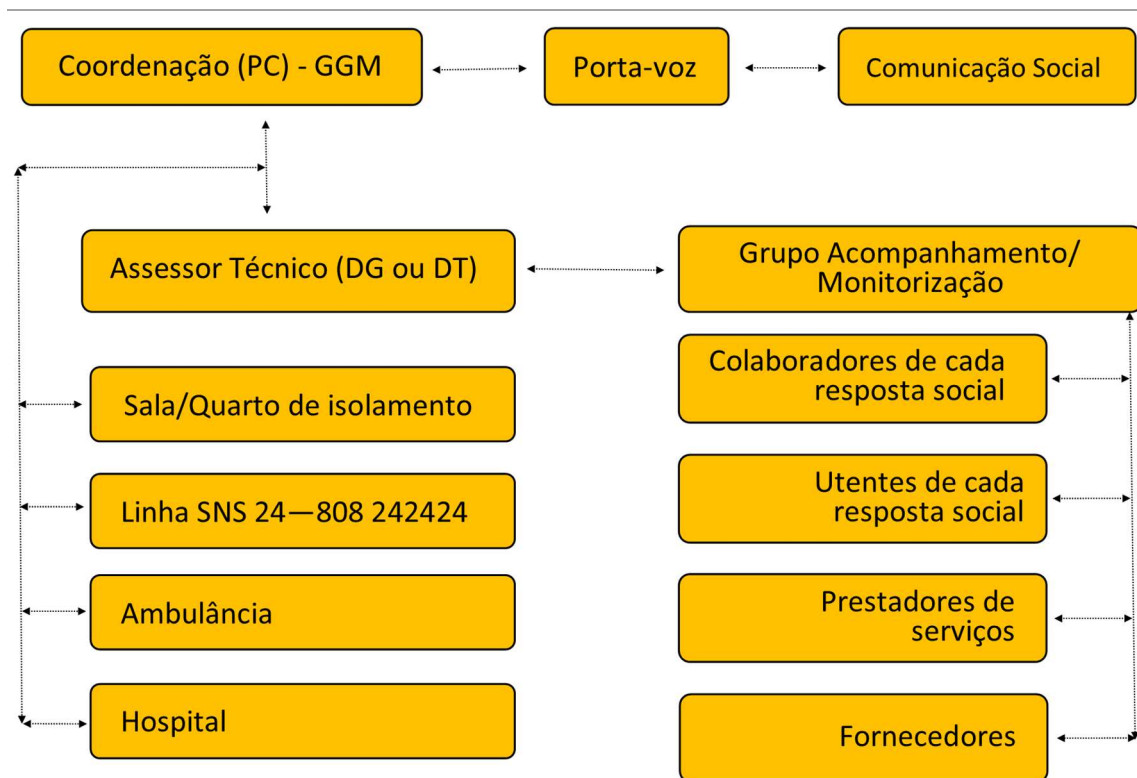 Coordenação (PC) - GGM
Porta-voz
Comunicação Social
Assessor Técnico (DG ou DT)
Grupo Acompanhamento/
Monitorização
Sala/Quarto de isolamento
Linha SNS 24—808 242424
Ambulância
Hospital
Colaboradores de cada
resposta social
Utentes de cada
resposta social
Prestadores de
serviços
Fornecedores